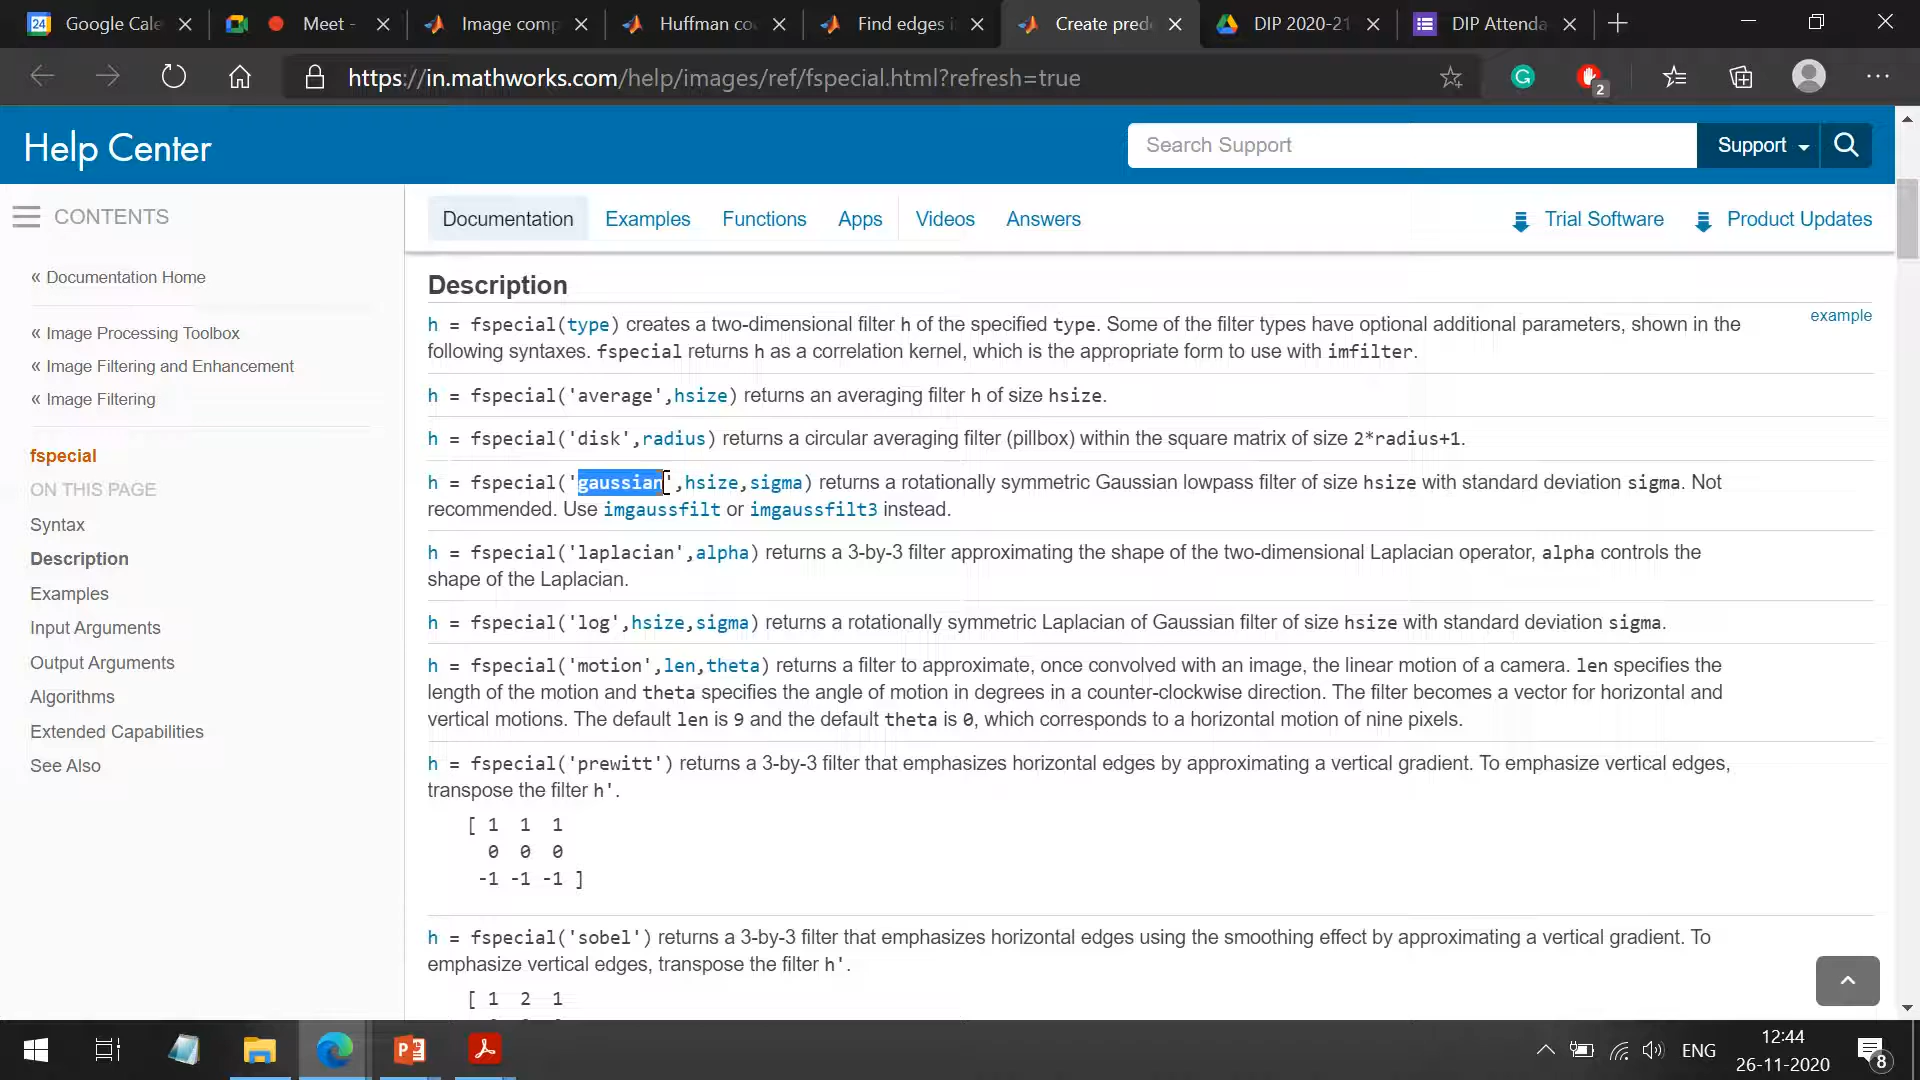 24 Google Cale
Meet -
Image comp
Huffman co
Find edges i
Create pred
DIP 2020-21
DIP Attenda
https://in.mathworks.com/help/images/ref/fspecial.html?refresh=true
2
Help Center
Search Support
Support
CONTENTS
Documentation Examples Functions Apps Videos Answers Trial Software Product Updates
« Documentation Home
« Image Processing Toolbox
« Image Filtering and Enhancement
« Image Filtering
fspecial
ON THIS PAGE
Syntax
Description
Examples
Input Arguments
Output Arguments
Algorithms
Extended Capabilities
See Also
Description
h = fspecial(type) creates a two-dimensional filter h of the specified type. Some of the filter types have optional additional parameters, shown in the
following syntaxes. fspecial returns h as a correlation kernel, which is the appropriate form to use with imfilter.
example
h = fspecial('average',hsize) returns an averaging filter h of size hsize.
h = fspecial('disk',radius) returns a circular averaging filter (pillbox) within the square matrix of size 2*radius+1.
h = fspecial('gaussian',hsize,sigma) returns a rotationally symmetric Gaussian lowpass filter of size hsize with standard deviation sigma. Not
recommended. Use imgaussfilt or imgaussfilt3 instead.
h = fspecial('laplacian',alpha) returns a 3-by-3 filter approximating the shape of the two-dimensional Laplacian operator, alpha controls the
shape of the Laplacian.
h = fspecial('log',hsize,sigma) returns a rotationally symmetric Laplacian of Gaussian filter of size hsize with standard deviation sigma.
h = fspecial('motion',len,theta) returns a filter to approximate, once convolved with an image, the linear motion of a camera. len specifies the
length of the motion and theta specifies the angle of motion in degrees in a counter-clockwise direction. The filter becomes a vector for horizontal and
vertical motions. The default len is 9 and the default theta is 0, which corresponds to a horizontal motion of nine pixels.
h = fspecial('prewitt') returns a 3-by-3 filter that emphasizes horizontal edges by approximating a vertical gradient. To emphasize vertical edges,
transpose the filter h'.
[ 1 1 1
0 0 0
-1 -1 -1 ]
h = fspecial('sobel') returns a 3-by-3 filter that emphasizes horizontal edges using the smoothing effect by approximating a vertical gradient. To
emphasize vertical edges, transpose the filter h'.
[ 1 2 1
ENG
12:44
26-11-2020
8